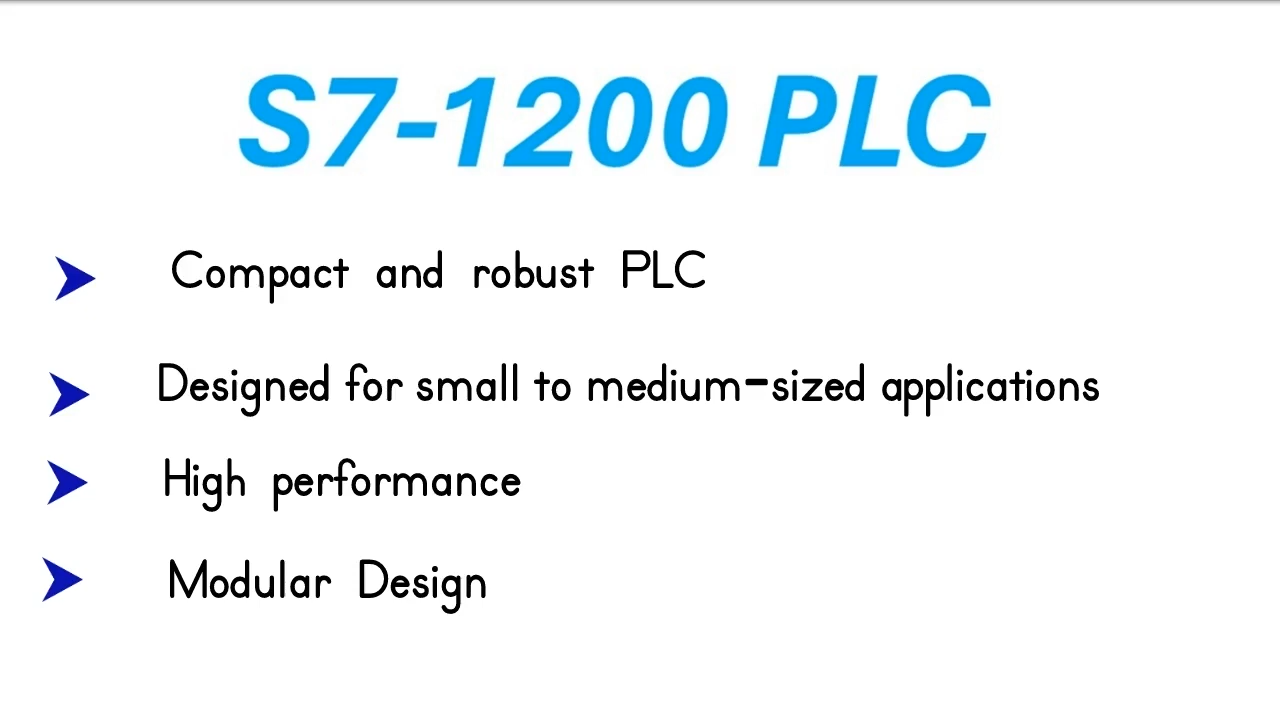 S7-1200 PLC
Compact and robust PLC
Designed for small to medium-sized applications
High performance
Modular Design